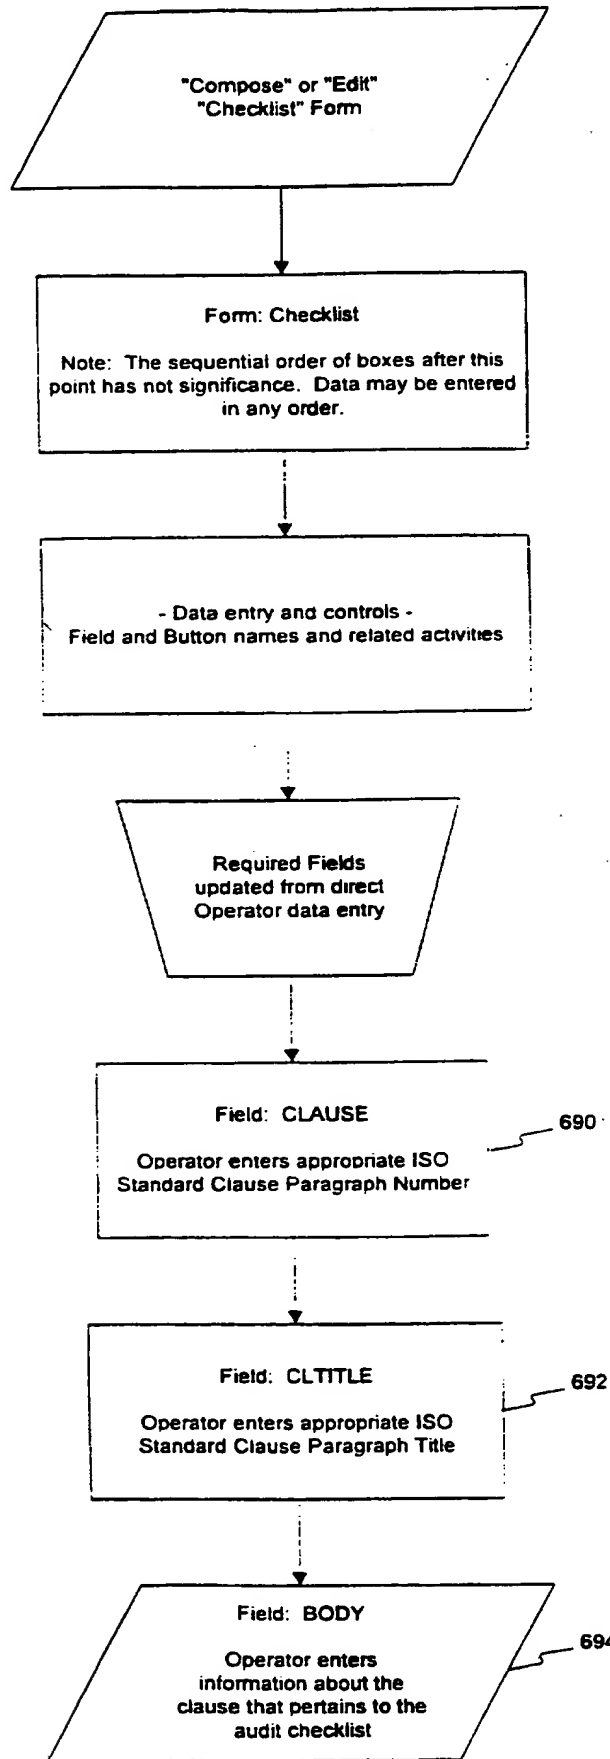 "Compose" or "Edit"
"Checklist" Form
Form: Checklist
Note: The sequential order of boxes after this
point has not significance. Data may be entered
in any order.
- Data entry and controls -
Field and Button names and related activities
Required Fields
updated from direct
Operator data entry
Field: CLAUSE
Operator enters appropriate ISO
Standard Clause Paragraph Number
690
Field: CLTITLE
Operator enters appropriate ISO
Standard Clause Paragraph Title
692
Field: BODY
Operator enters
information about the
clause that pertains to the
audit checklist
694